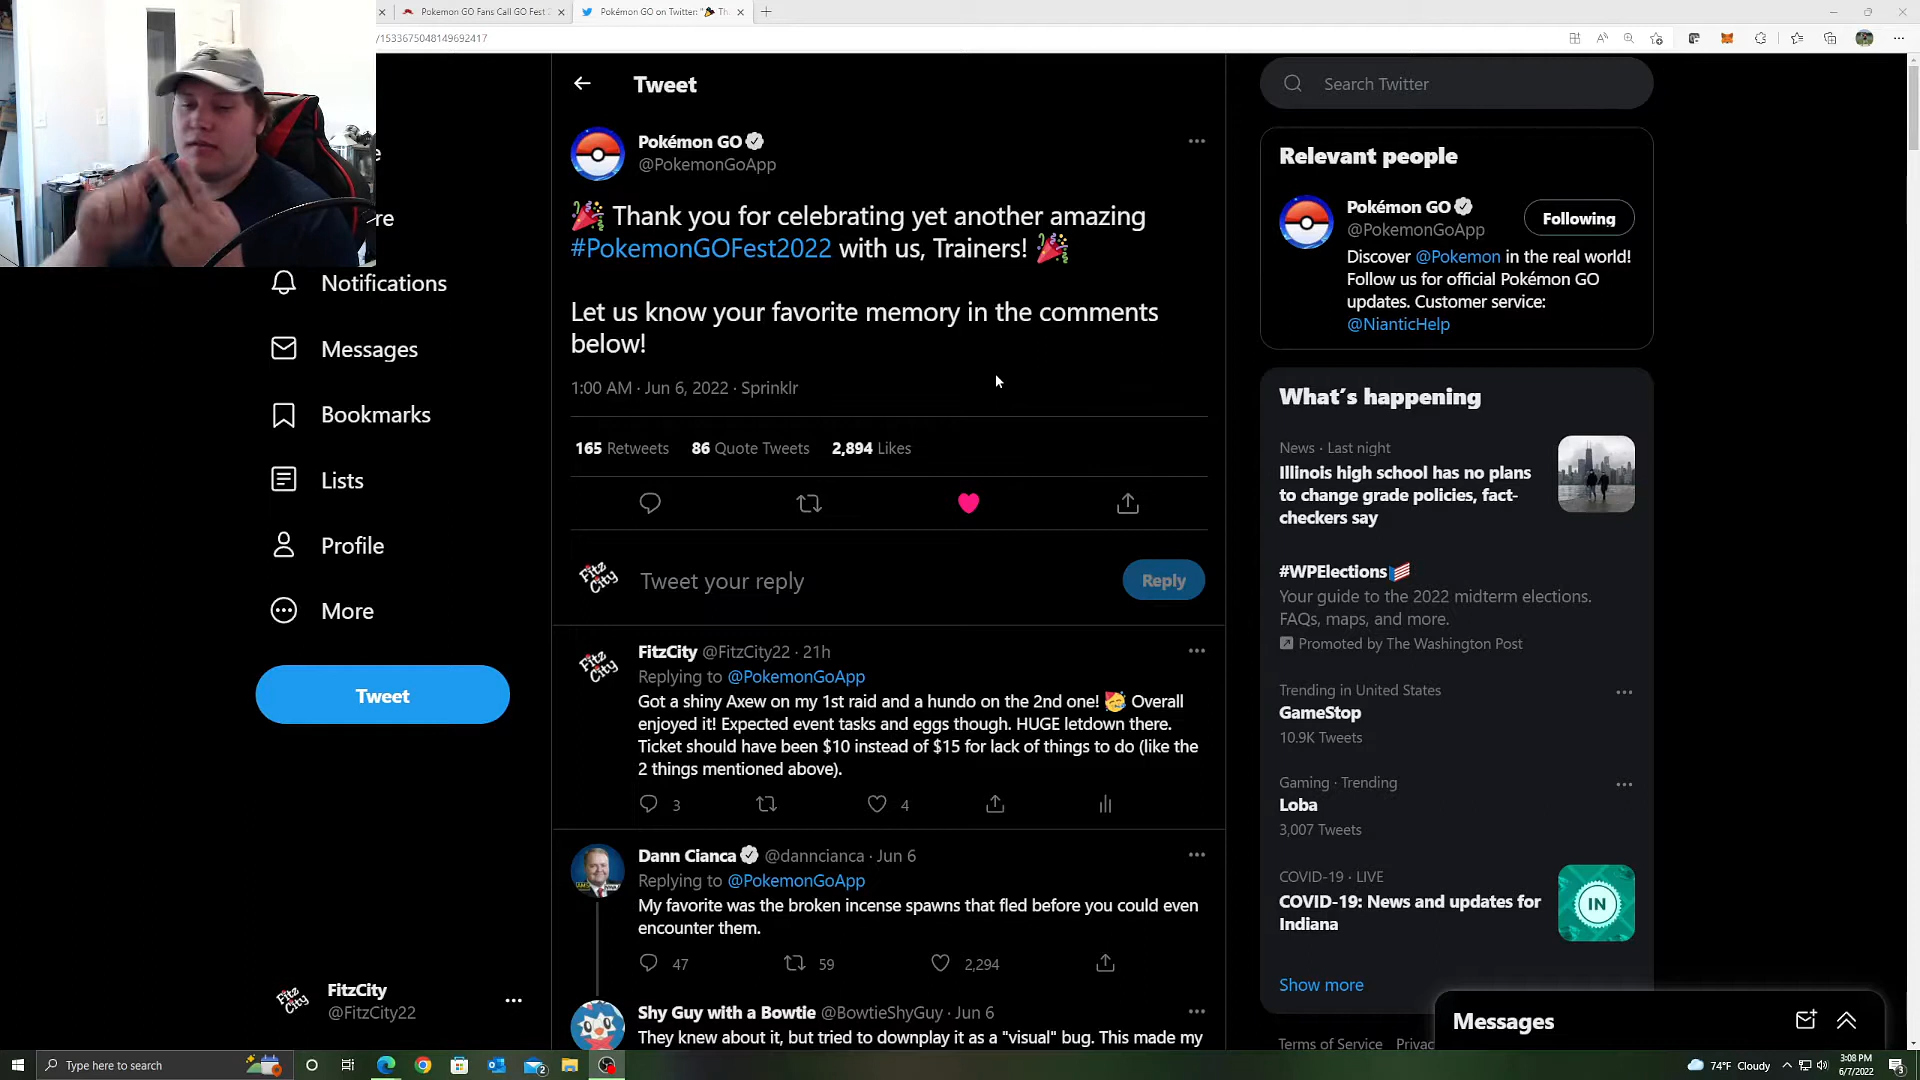 Pokemon GO Fans Call GO Fest
Pokémon GO on Twitter: "🎉 Th
/1533675048149692417
Tweet
Search Twitter
Pokémon GO
@PokemonGoApp
🎉 Thank you for celebrating yet another amazing
#PokemonGOFest2022 with us, Trainers! 🎉
Let us know your favorite memory in the comments
below!
1:00 AM · Jun 6, 2022 · Sprinklr
165 Retweets 86 Quote Tweets 2,894 Likes
Fitz City
Tweet your reply
Reply
Fitz City
FitzCity @FitzCity22 · 21h
Replying to @PokemonGoApp
Got a shiny Axew on my 1st raid and a hundo on the 2nd one! 🥳 Overall
enjoyed it! Expected event tasks and eggs though. HUGE letdown there.
Ticket should have been $10 instead of $15 for lack of things to do (like the
2 things mentioned above).
3 4
Dann Cianca @danncianca · Jun 6
Replying to @PokemonGoApp
My favorite was the broken incense spawns that fled before you could even
encounter them.
47 59 2,294
Shy Guy with a Bowtie @BowtieShyGuy · Jun 6
They knew about it, but tried to downplay it as a "visual" bug. This made my
re
Notifications
Messages
Bookmarks
Lists
Profile
More
Tweet
Fitz City
FitzCity
@FitzCity22
Relevant people
Pokémon GO
@PokemonGoApp
Following
Discover @Pokemon in the real world!
Follow us for official Pokémon GO
updates. Customer service:
@NianticHelp
What's happening
News · Last night
Illinois high school has no plans
to change grade policies, fact-
checkers say
#WPElections
Your guide to the 2022 midterm elections.
FAQs, maps, and more.
Promoted by The Washington Post
Trending in United States
GameStop
10.9K Tweets
Gaming · Trending
Loba
3,007 Tweets
COVID-19 · LIVE
COVID-19: News and updates for
Indiana
IN
Show more
Terms of Service Privac
Messages
Type here to search
2
74°F Cloudy
3:08 PM
6/7/2022
3